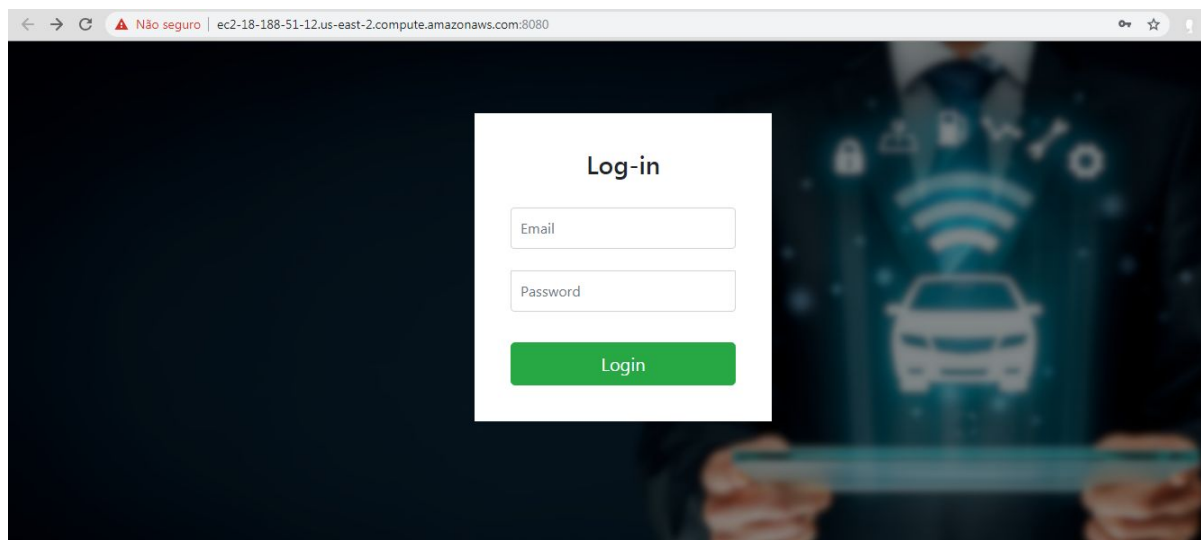 Não seguro | ec2-18-188-51-12.us-east-2.compute.amazonaws.com:8080
Log-in
Email
Password
Login